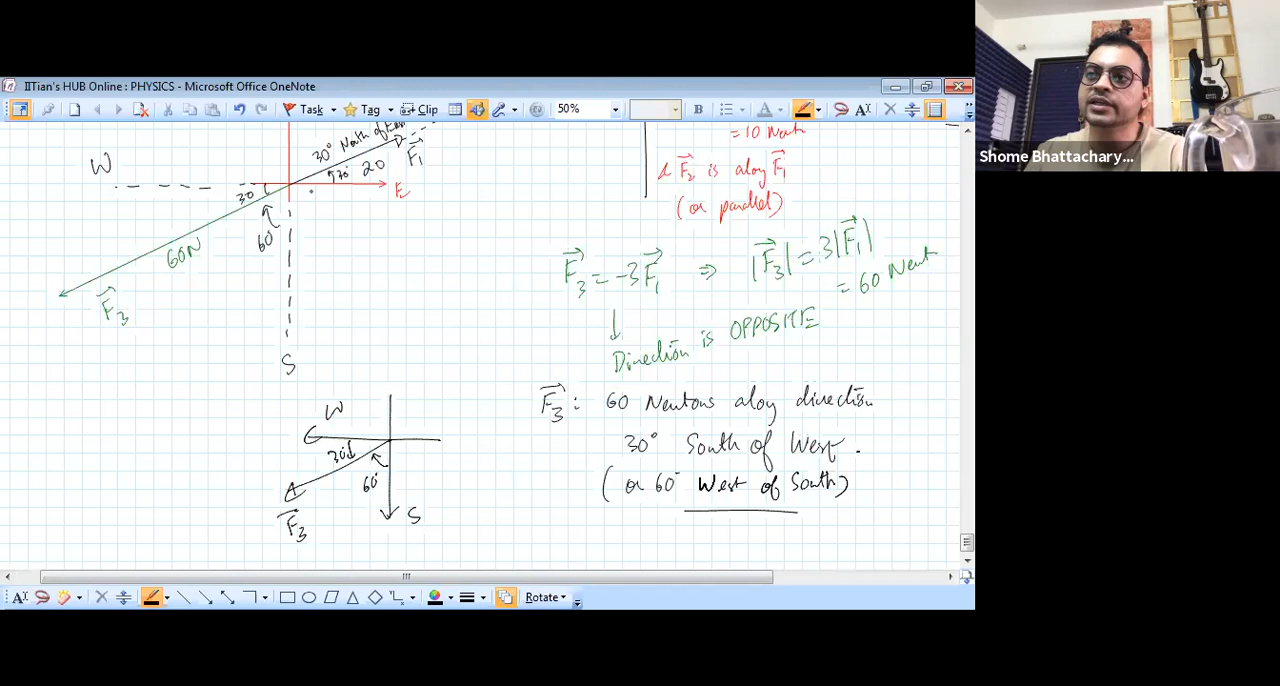 IITian's HUB Online : PHYSICS - Microsoft Office OneNote
Task
Tag
Clip
50%
B
A
Shome Bhattachary...
W
30° North of
F₁
20
E
30
60°
60N
F₃
S
= 10 Newt
F₂ is along F₁
(or parallel)
F₃ = -3F₁ ⇒ |F₃| = 3|F₁|
= 60 Newt
↓
Direction is OPPOSITE
W
30°
60°
F₃
S
F₃: 60 Newtons along direction
30° South of West.
(or 60° West of South)
Rotate